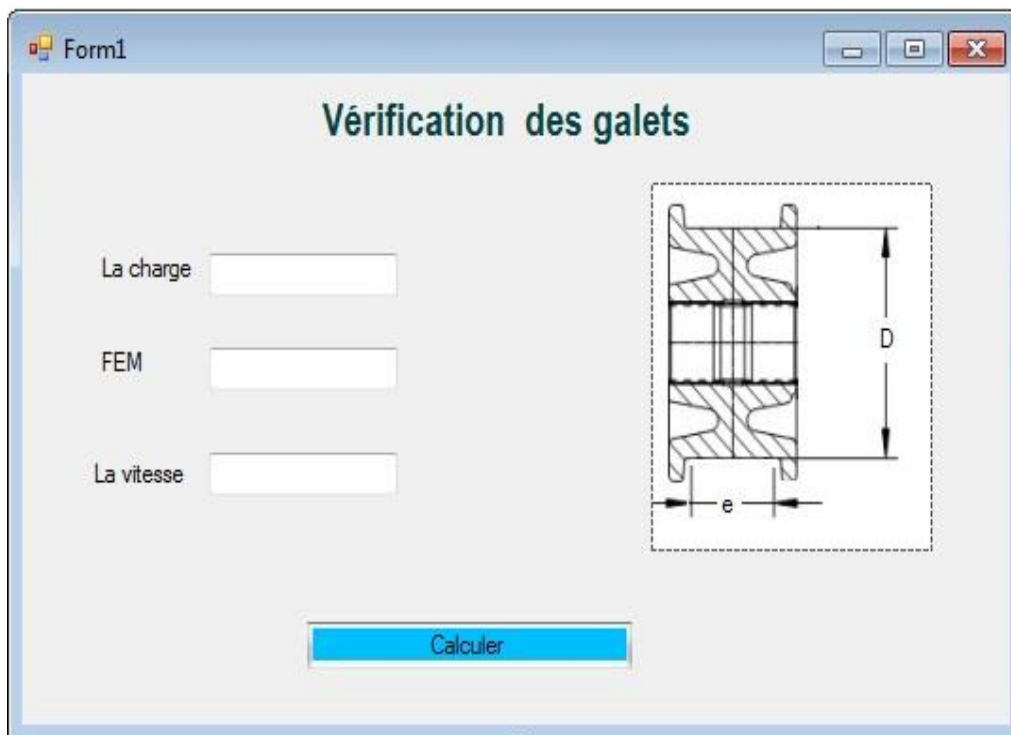 Form1
Vérification des galets
La charge
FEM
La vitesse
D
e
Calculer